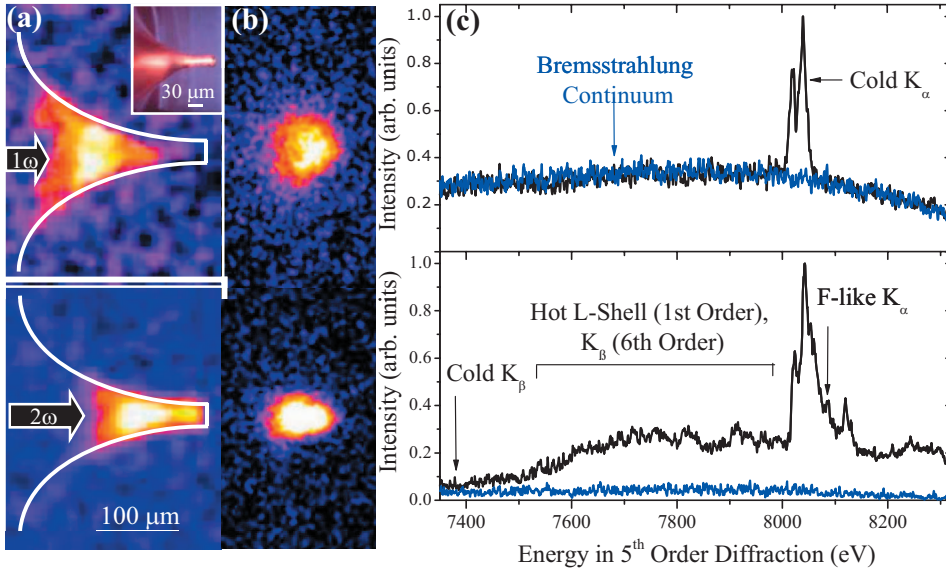 (a)
30 μm
1ω
2ω
100 μm
(b)
(c)
Intensity (arb. units)
1.0
0.8
0.6
0.4
0.2
Bremsstrahlung
Continuum
Cold Kα
Intensity (arb. units)
1.0
0.8
0.6
0.4
0.2
0.0
Hot L-Shell (1st Order),
Kβ (6th Order)
F-like Kα
Cold Kβ
7400 7600 7800 8000 8200
Energy in 5th Order Diffraction (eV)